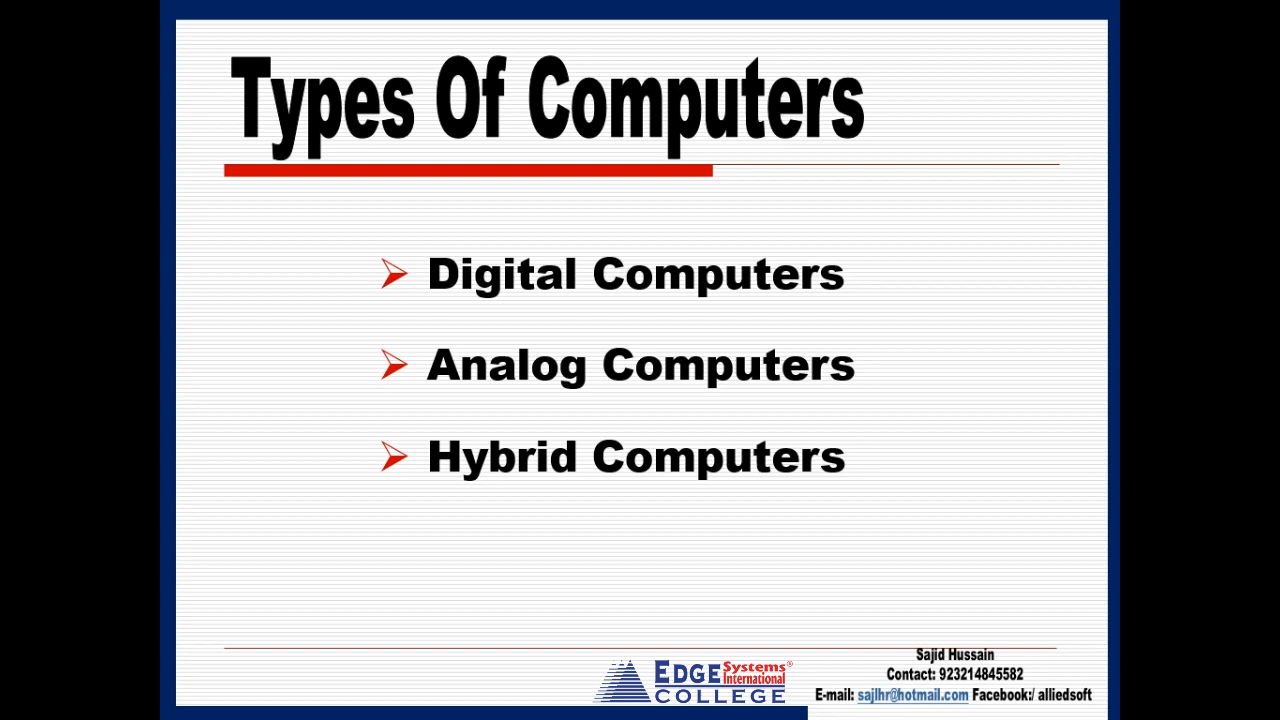 Types Of Computers
Digital Computers
Analog Computers
Hybrid Computers
EDGE Systems International®
COLLEGE
Sajid Hussain
Contact: 923214845582
E-mail: sajlhr@hotmail.com Facebook:/ alliedsoft